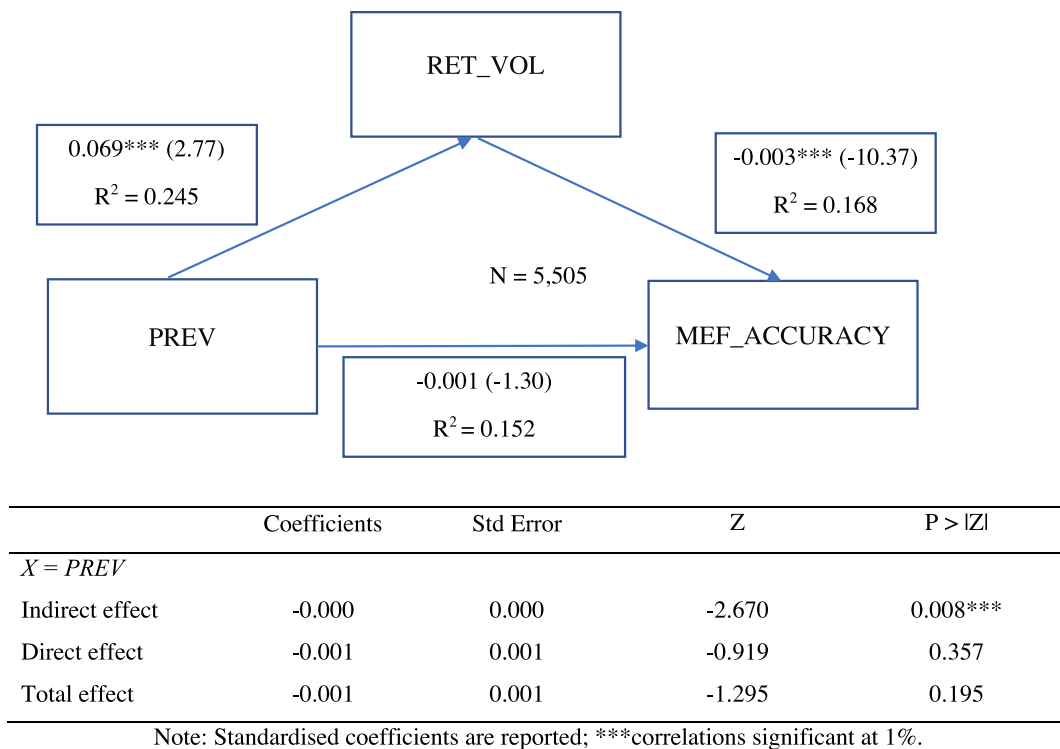 RET_VOL
0.069*** (2.77)
R² = 0.245
-0.003*** (-10.37)
R² = 0.168
N = 5,505
PREV
MEF_ACCURACY
-0.001 (-1.30)
R² = 0.152
Coefficients Std Error Z P > |Z|
X = PREV
Indirect effect -0.000 0.000 -2.670 0.008***
Direct effect -0.001 0.001 -0.919 0.357
Total effect -0.001 0.001 -1.295 0.195
Note: Standardised coefficients are reported; ***correlations significant at 1%.